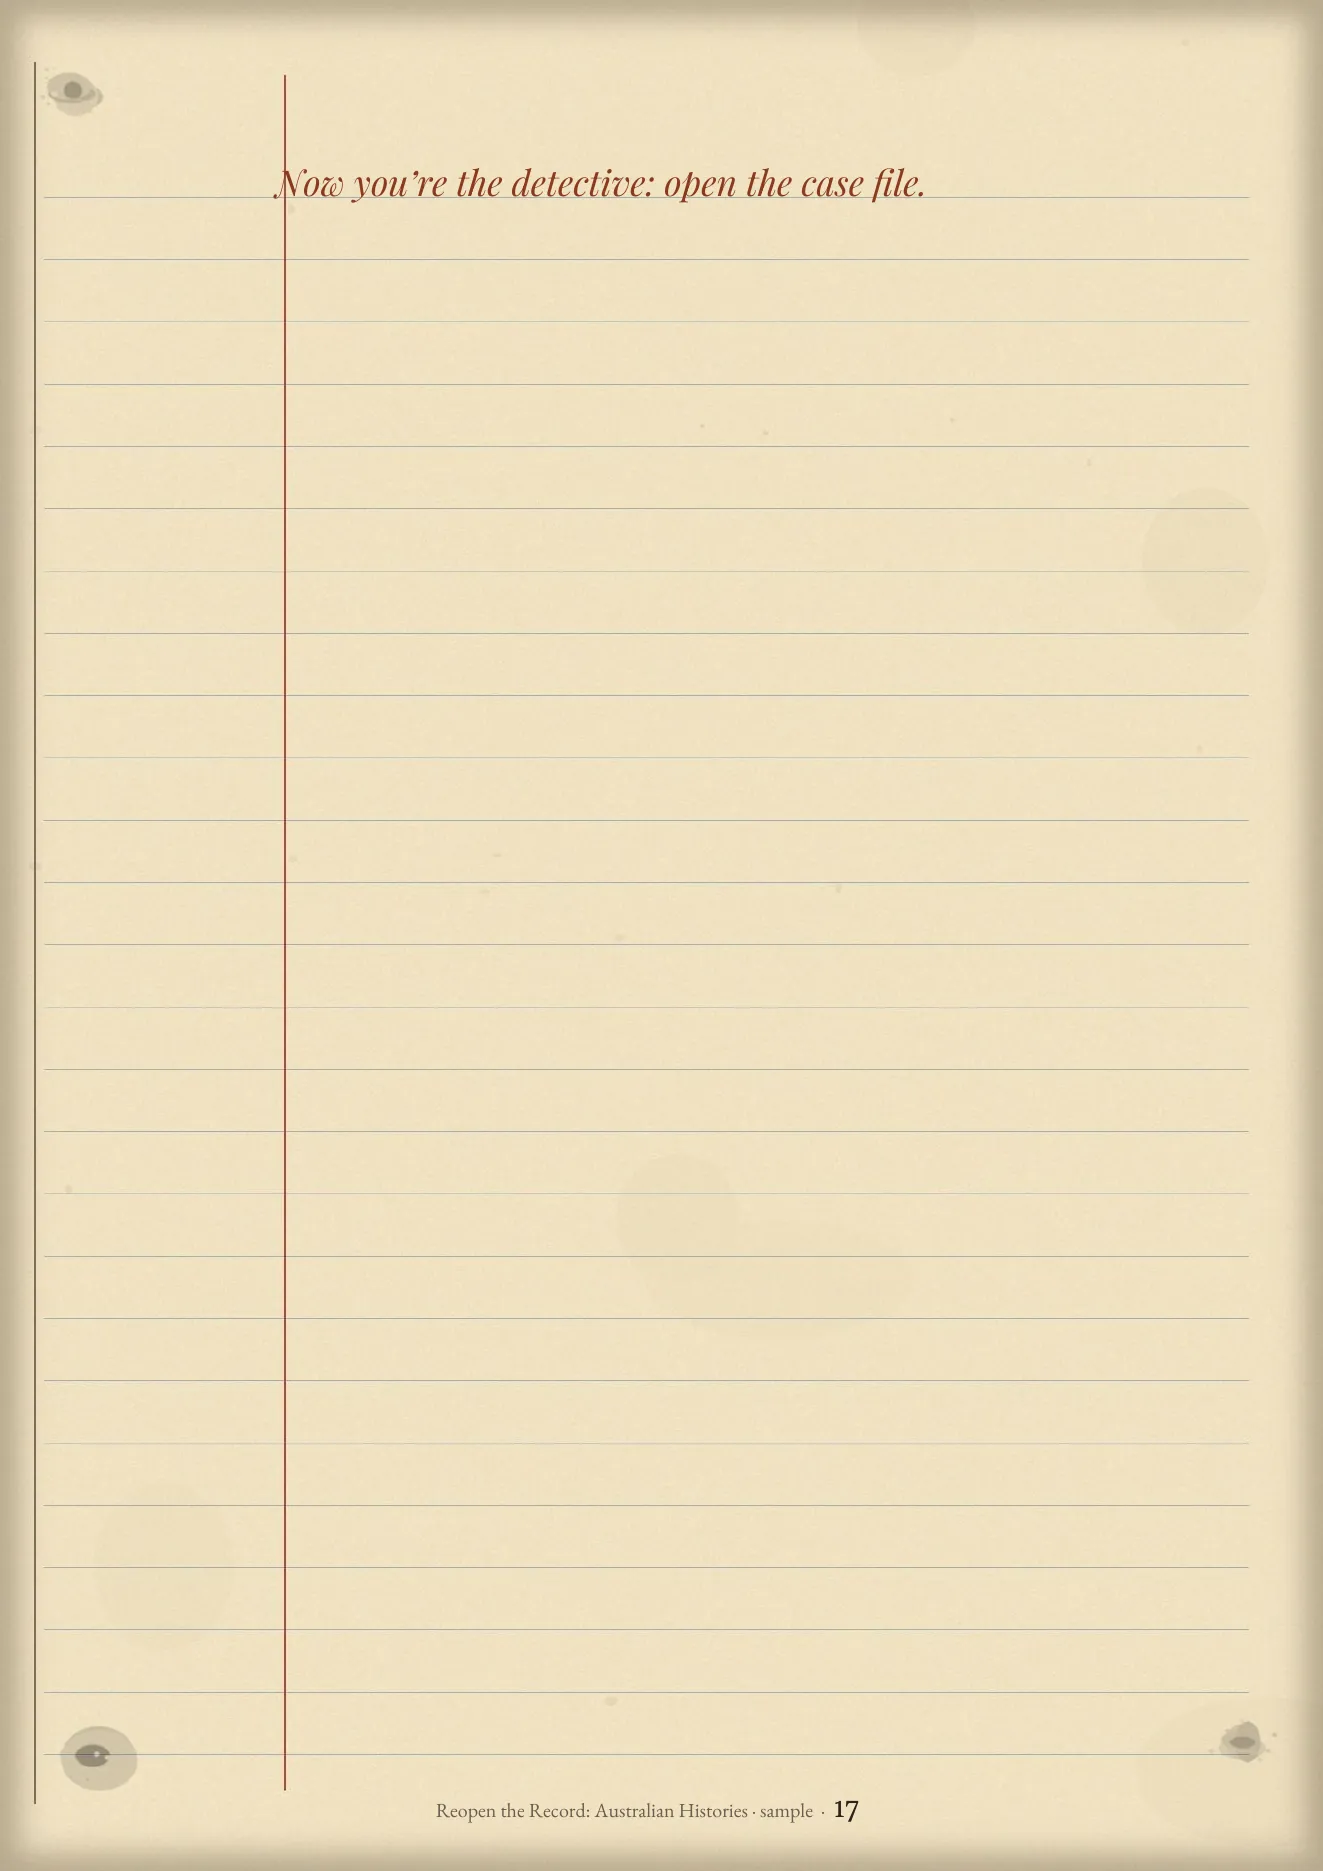 Now you’re the detective: open the case file.
Reopen the Record: Australian Histories · sample · 17